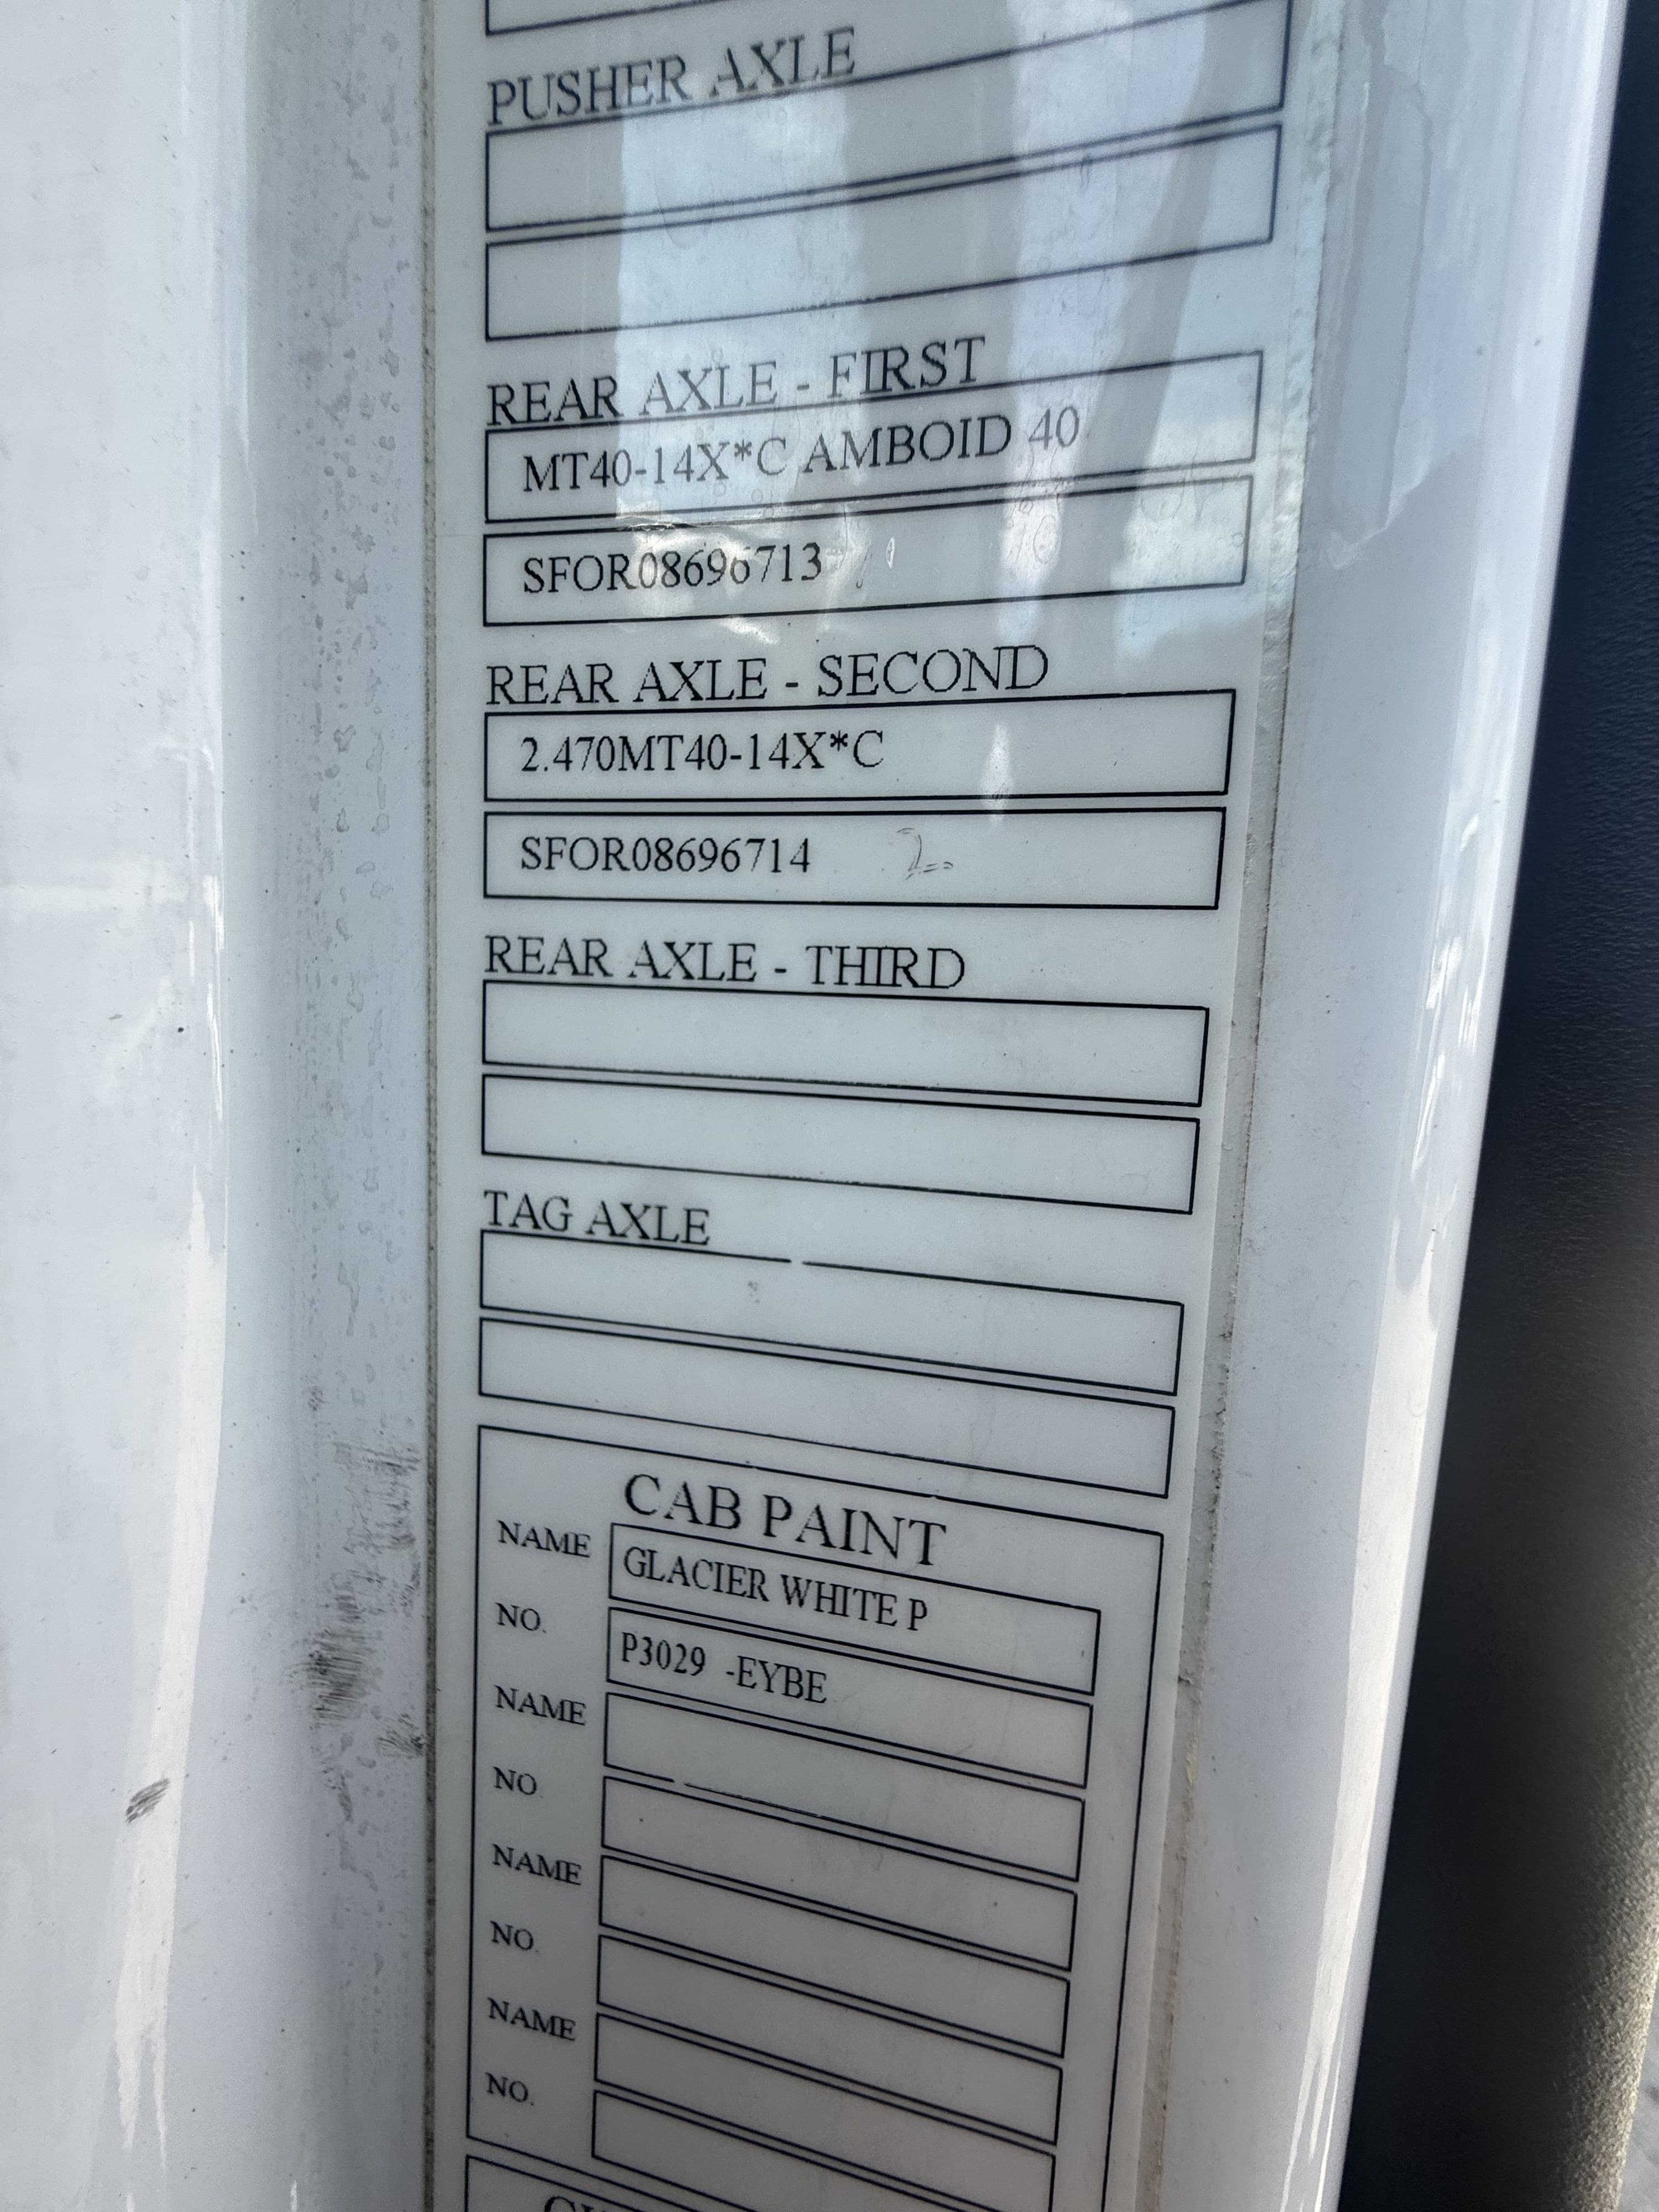 PUSHER AXLE
REAR AXLE - FIRST
MT40-14X*C AMBOID 40
SFOR08696713
REAR AXLE - SECOND
2.470MT40-14X*C
SFOR08696714
REAR AXLE - THIRD
TAG AXLE
CAB PAINT
NAME GLACIER WHITE P
NO. P3029 -EYBE
NAME
NO
NAME
NO.
NAME
NO.